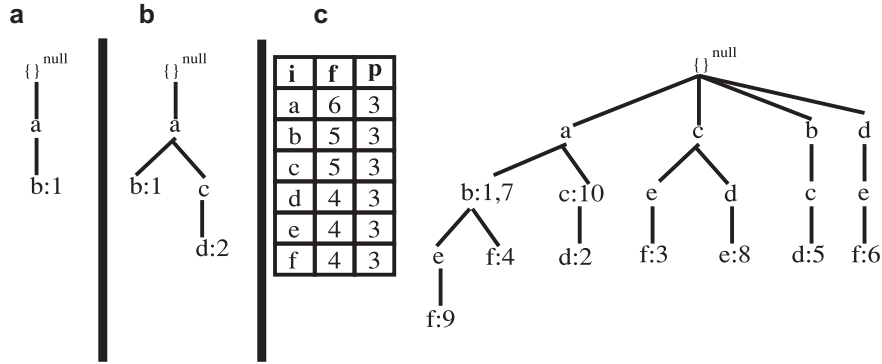 a
{}null
a
b:1
b
{}null
a
b:1 c
d:2
c
i f p
a 6 3
b 5 3
c 5 3
d 4 3
e 4 3
f 4 3
{}null
a c b d
b:1,7 c:10 e d c e
e f:4 d:2 f:3 e:8 d:5 f:6
f:9